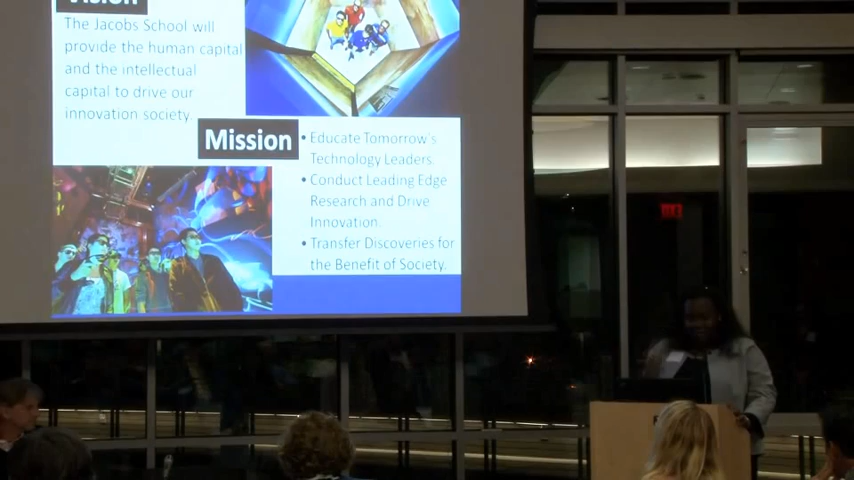 Vision
The Jacobs School will
provide the human capital
and the intellectual
capital to drive our
innovation society.
Mission
• Educate Tomorrow's
Technology Leaders.
• Conduct Leading Edge
Research and Drive
Innovation.
• Transfer Discoveries for
the Benefit of Society.